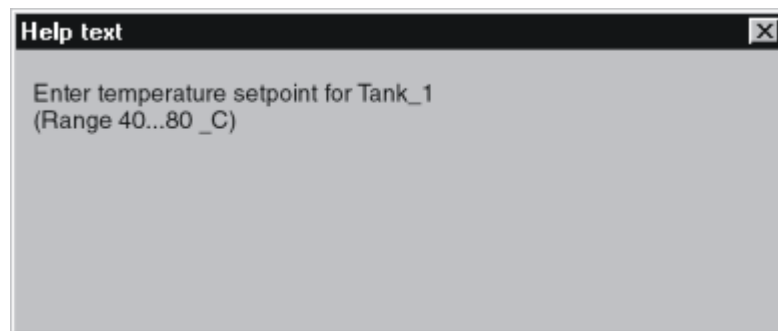 Help text
Enter temperature setpoint for Tank_1
(Range 40...80 _C)